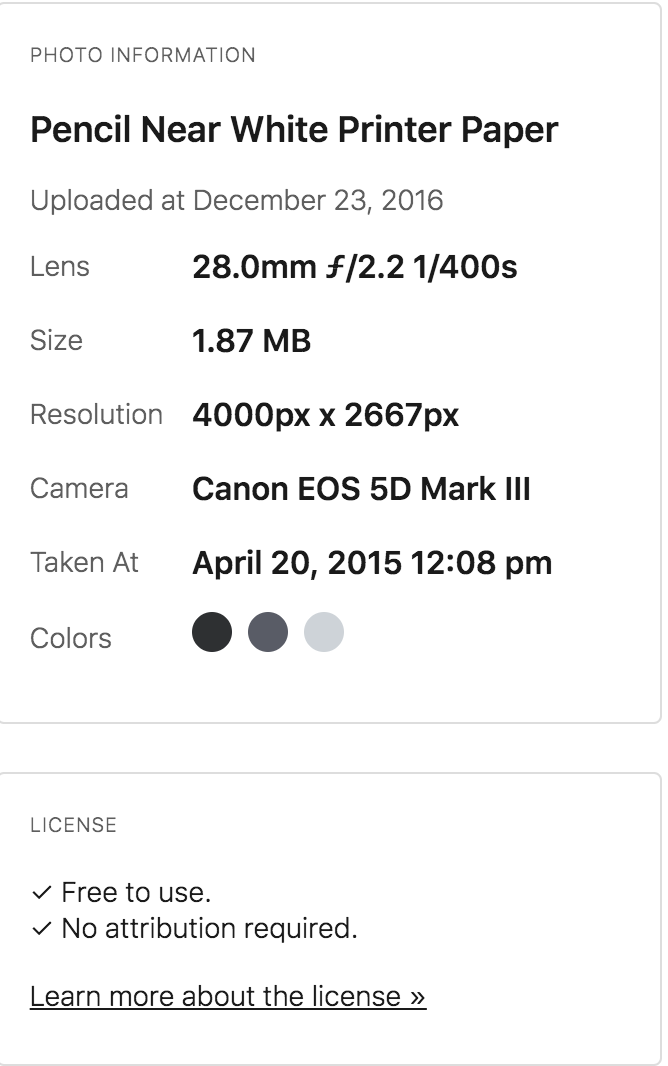 PHOTO INFORMATION
Pencil Near White Printer Paper
Uploaded at December 23, 2016
Lens 28.0mm ƒ/2.2 1/400s
Size 1.87 MB
Resolution 4000px x 2667px
Camera Canon EOS 5D Mark III
Taken At April 20, 2015 12:08 pm
Colors
LICENSE
✓ Free to use.
✓ No attribution required.
Learn more about the license »